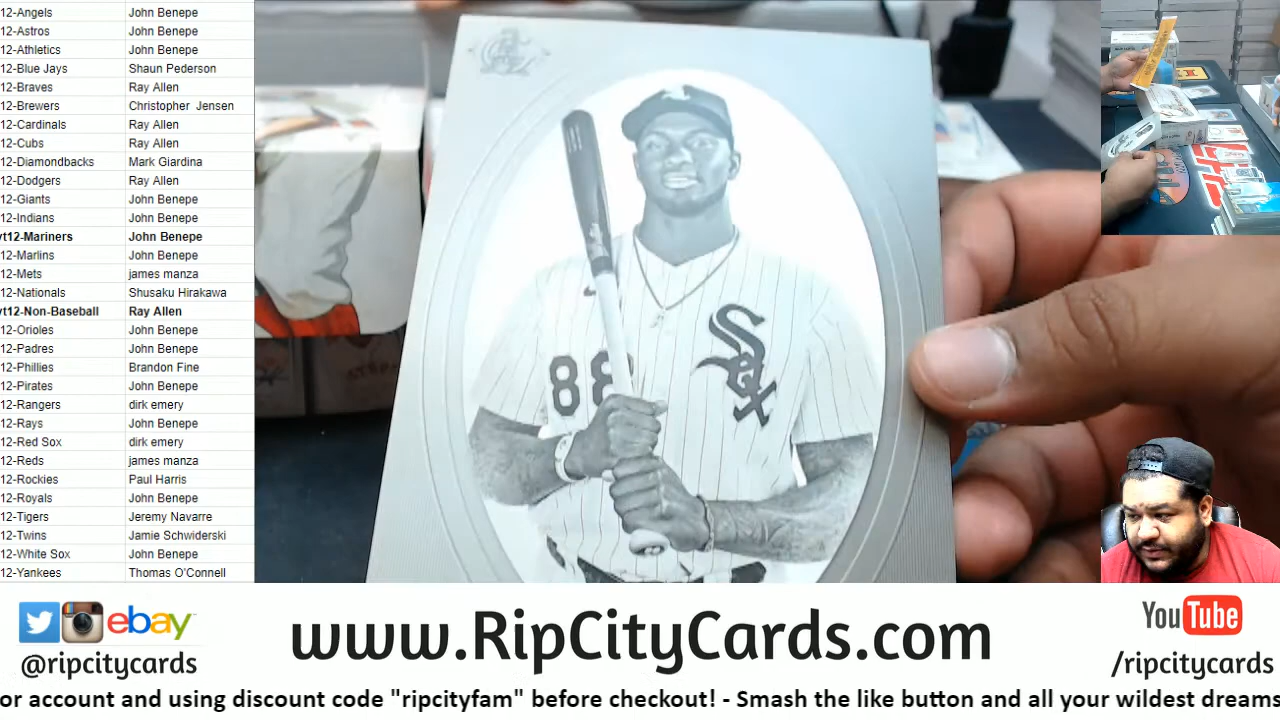 12-Angels John Benepe
12-Astros John Benepe
12-Athletics John Benepe
12-Blue Jays Shaun Pederson
12-Braves Ray Allen
12-Brewers Christopher Jensen
12-Cardinals Ray Allen
12-Cubs Ray Allen
12-Diamondbacks Mark Giardina
12-Dodgers Ray Allen
12-Giants John Benepe
12-Indians John Benepe
yt12-Mariners John Benepe
12-Marlins John Benepe
12-Mets james manza
12-Nationals Shusaku Hirakawa
yt12-Non-Baseball Ray Allen
12-Orioles John Benepe
12-Padres John Benepe
12-Phillies Brandon Fine
12-Pirates John Benepe
12-Rangers dirk emery
12-Rays John Benepe
12-Red Sox dirk emery
12-Reds james manza
12-Rockies Paul Harris
12-Royals John Benepe
12-Tigers Jeremy Navarre
12-Twins Jamie Schwiderski
12-White Sox John Benepe
12-Yankees Thomas O'Connell
88
Sox
ebay
@ripcitycards
www.RipCityCards.com
YouTube
/ripcitycards
or account and using discount code "ripcityfam" before checkout! - Smash the like button and all your wildest dreams